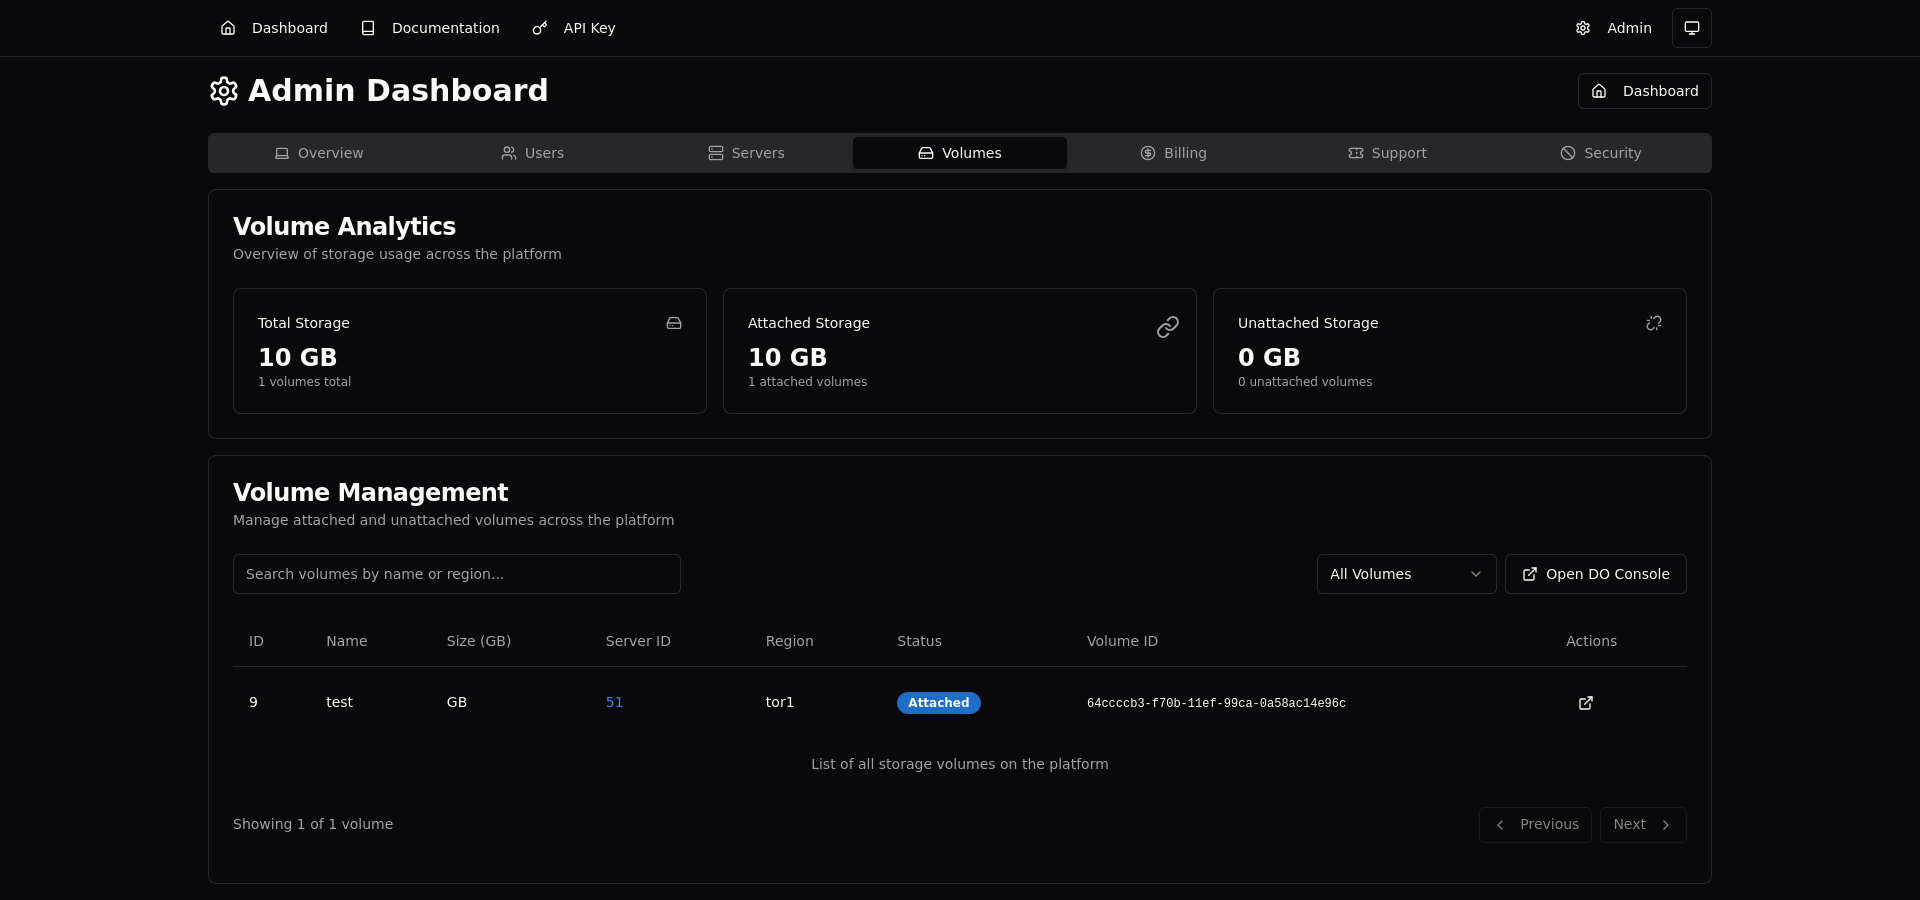 Dashboard Documentation API Key Admin
Admin Dashboard Dashboard
Overview Users Servers Volumes Billing Support Security
Volume Analytics
Overview of storage usage across the platform
Total Storage
10 GB
1 volumes total
Attached Storage
10 GB
1 attached volumes
Unattached Storage
0 GB
0 unattached volumes
Volume Management
Manage attached and unattached volumes across the platform
Search volumes by name or region... All Volumes Open DO Console
ID Name Size (GB) Server ID Region Status Volume ID Actions
9 test GB 51 tor1 Attached 64ccccb3-f70b-11ef-99ca-0a58ac14e96c
List of all storage volumes on the platform
Showing 1 of 1 volume Previous Next